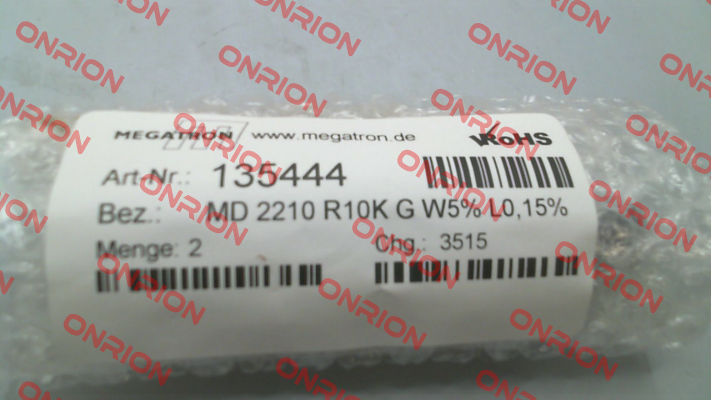 MEGATRON www.megatron.de RoHS
Art-Nr.: 135444
Bez.: MD 2210 R10K G W5% L0,15%
Menge: 2 Chg.: 3515
ONRION